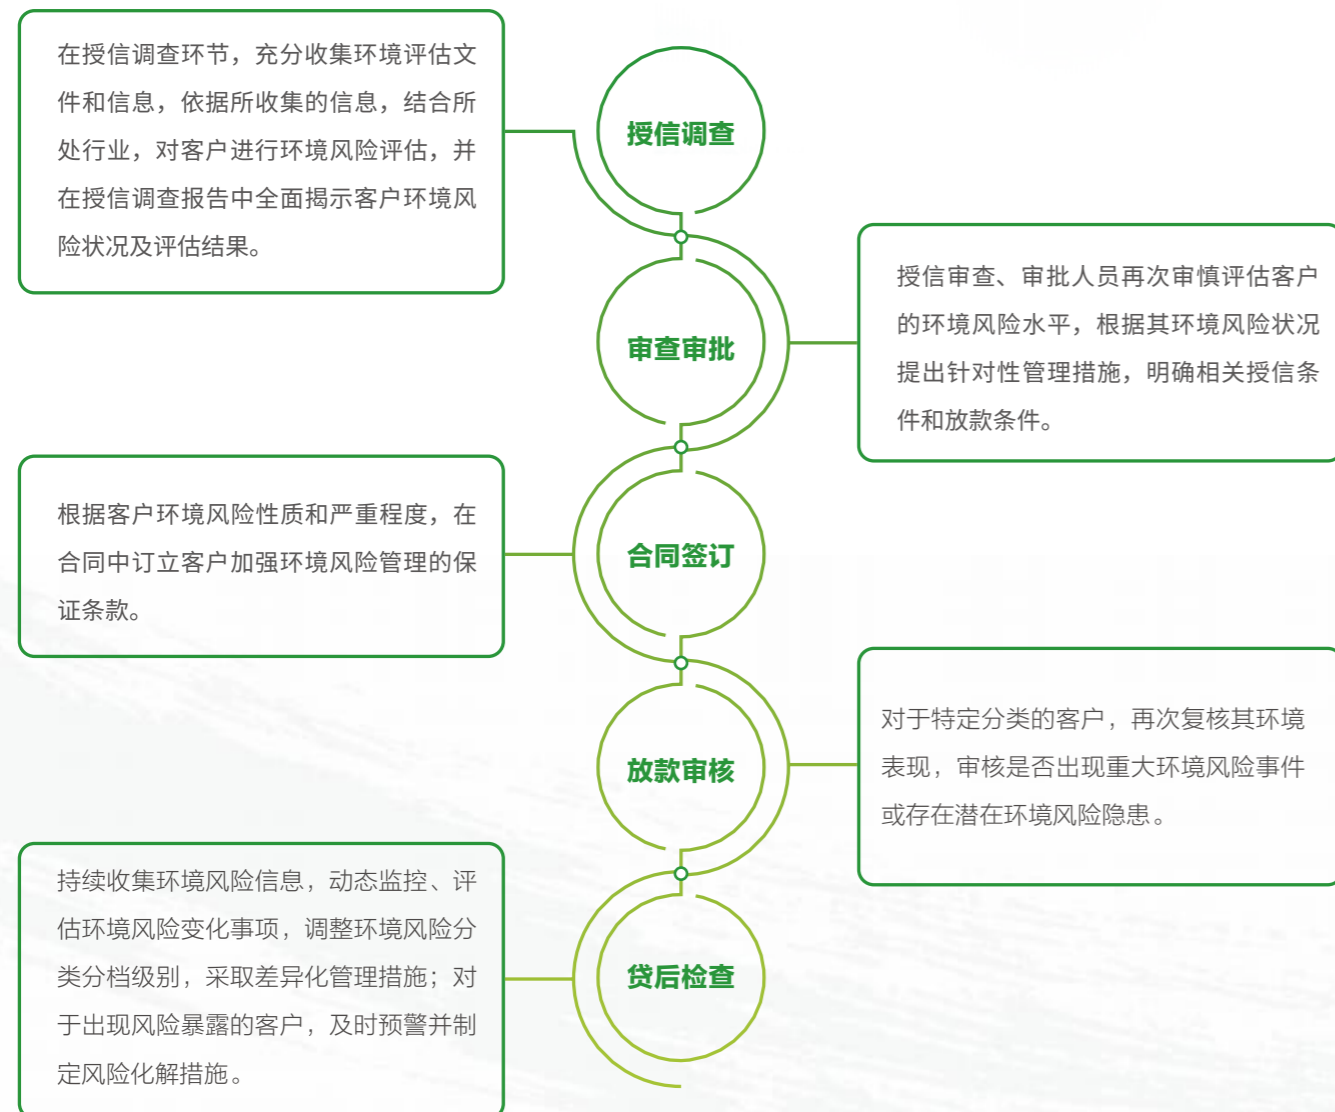 授信调查
在授信调查环节，充分收集环境评估文
件和信息，依据所收集的信息，结合所
处行业，对客户进行环境风险评估，并
在授信调查报告中全面揭示客户环境风
险状况及评估结果。
审查审批
授信审查、审批人员再次审慎评估客户
的环境风险水平，根据其环境风险状况
提出针对性管理措施，明确相关授信条
件和放款条件。
合同签订
根据客户环境风险性质和严重程度，在
合同中订立客户加强环境风险管理的保
证条款。
放款审核
对于特定分类的客户，再次复核其环境
表现，审核是否出现重大环境风险事件
或存在潜在环境风险隐患。
贷后检查
持续收集环境风险信息，动态监控、评
估环境风险变化事项，调整环境风险分
类分档级别，采取差异化管理措施；对
于出现风险暴露的客户，及时预警并制
定风险化解措施。